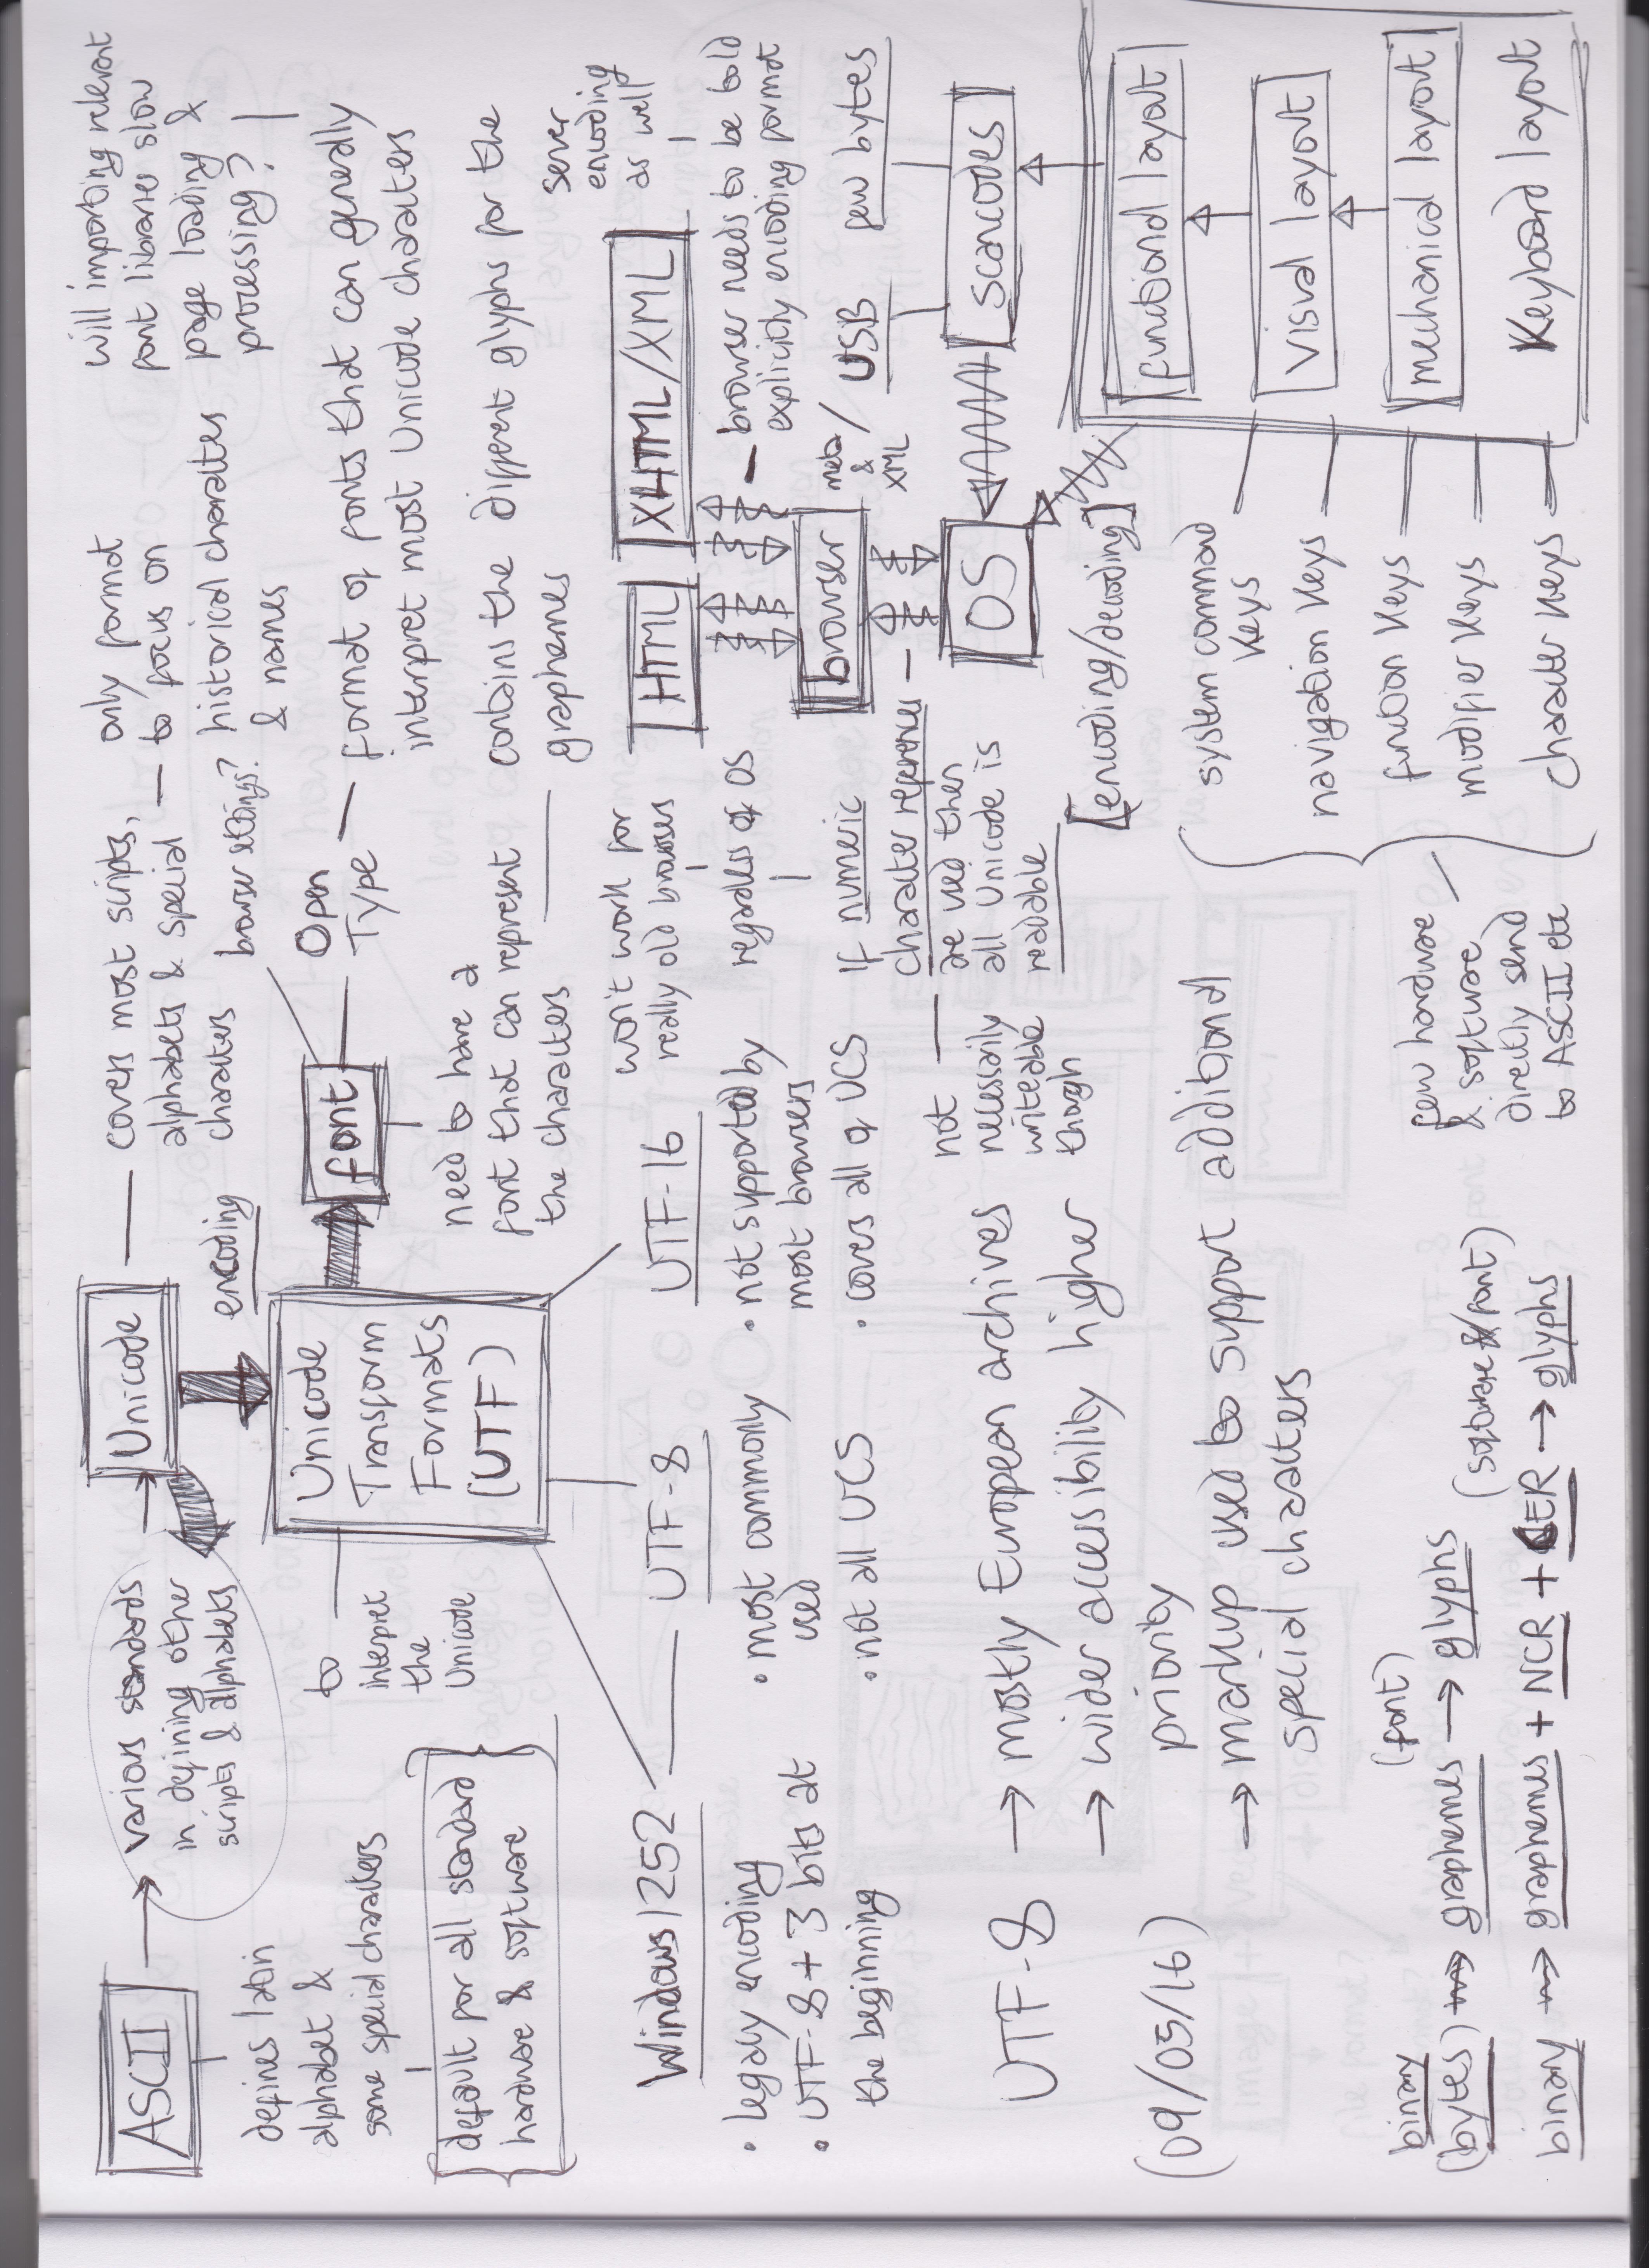 ASCII
defines latin
alphabet &
some special characters
default for all standard
hardware & software
various standards
in defining other
scripts & alphabets
Unicode
covers most scripts,
alphabets & special
characters
only format
to focus on
historical characters
& names
will importing relevant
font libraries slow
page loading &
processing?
encoding
Unicode
Transform
Formats
(UTF)
to
interpret
the
Unicode
font
browser settings?
Open
Type
format of fonts that can generally
interpret most Unicode characters
need to have a
font that can represent
the characters
contains the different glyphs for the
graphemes
Windows 1252
• legacy encoding
• UTF-8 + 3 bits at
the beginning
UTF-8
• most commonly
used
• not all UCS
UTF-16
• not supported by
most browsers
• covers all of UCS
won't work for
really old browsers
regardless of OS
HTML
XHTML/XML
server
encoding
as well
browser needs to be told
explicitly encoding format
browser
meta
&
XML
/
USB
few bytes
If numeric
character references
are used then
all Unicode is
readable
not
necessarily
writeable
though
OS
scancodes
[encoding/decoding]
UTF-8
(09/05/16)
→ mostly European archives
→ wider accessibility higher
priority
→ markup used to support additional
special characters
functional layout
visual layout
mechanical layout
Keyboard layout
system command
keys
navigation keys
function keys
modifier keys
character keys
few hardware
& software
directly send
to ASCII etc
binary
(bytes) → graphemes → glyphs
(font)
binary → graphemes + NCR + CER → glyphs
(software/font)